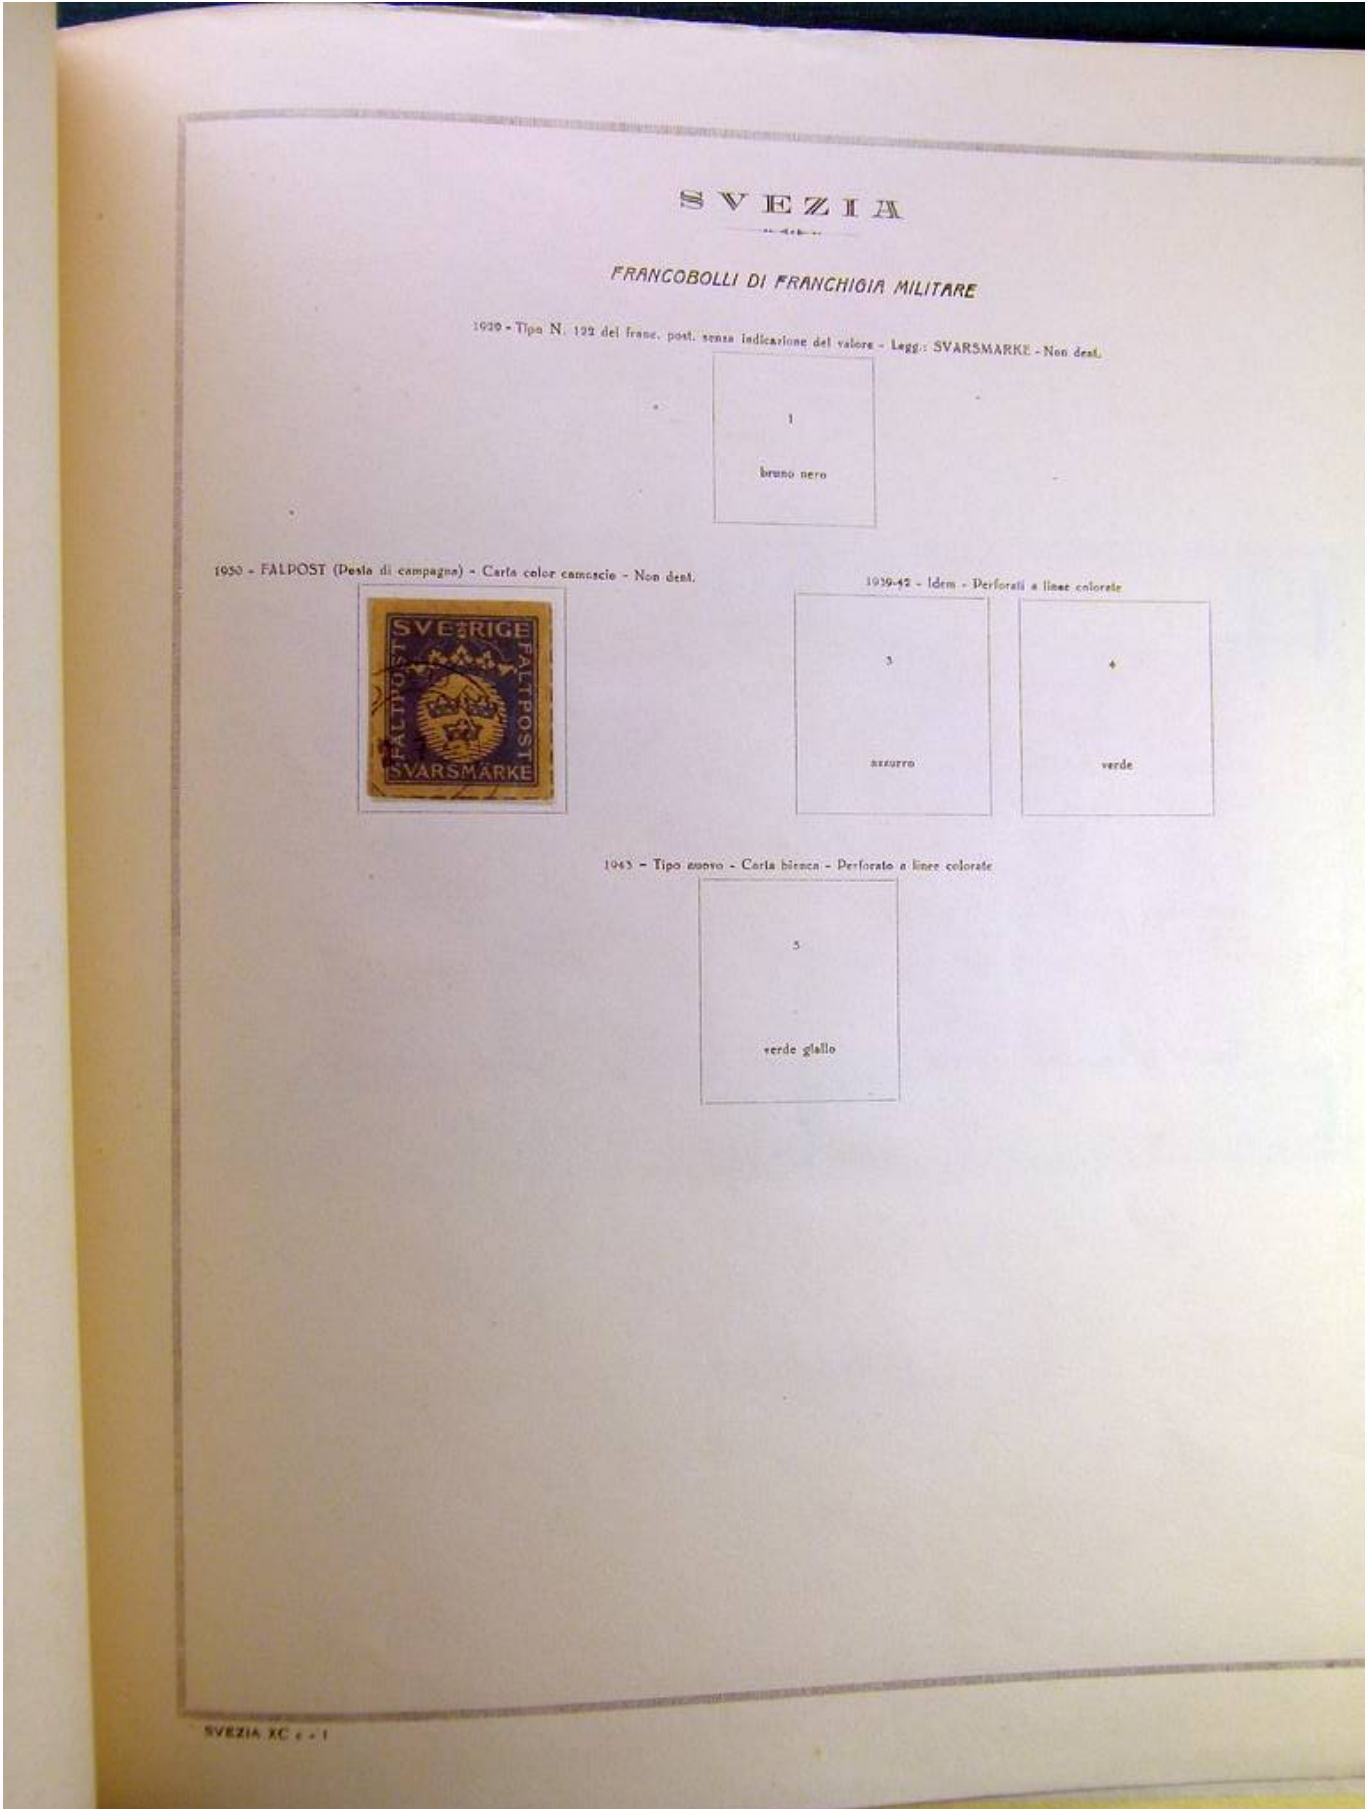 SVEZIA
FRANCOBOLLI DI FRANCHIGIA MILITARE
1929 - Tipo N. 122 del franc. post. senza indicazione del valore - Legg.: SVARSMARKE - Non dent.
1
bruno nero
1930 - FALPOST (Posta di campagna) - Carta color camoscio - Non dent.
SVERIGE
FALTPOST
FALTPOST
SVARSMÄRKE
1939-42 - Idem - Perforati a linee colorate
3
azzurro
4
verde
1943 - Tipo nuovo - Carta bianca - Perforato a linee colorate
5
verde giallo
SVEZIA XC c - 1